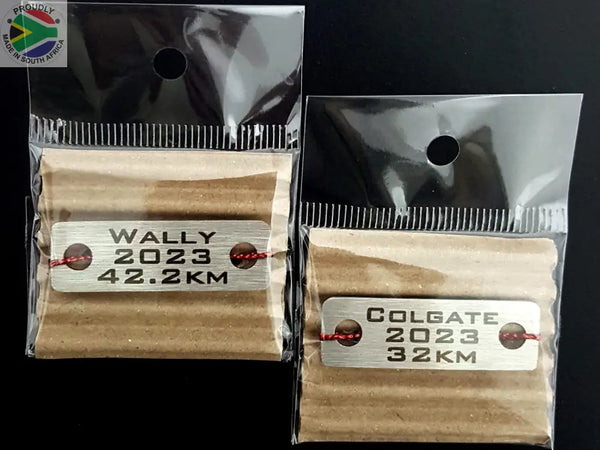 PROUDLY
MADE IN SOUTH AFRICA
WALLY
2023
42.2KM
COLGATE
2023
32KM